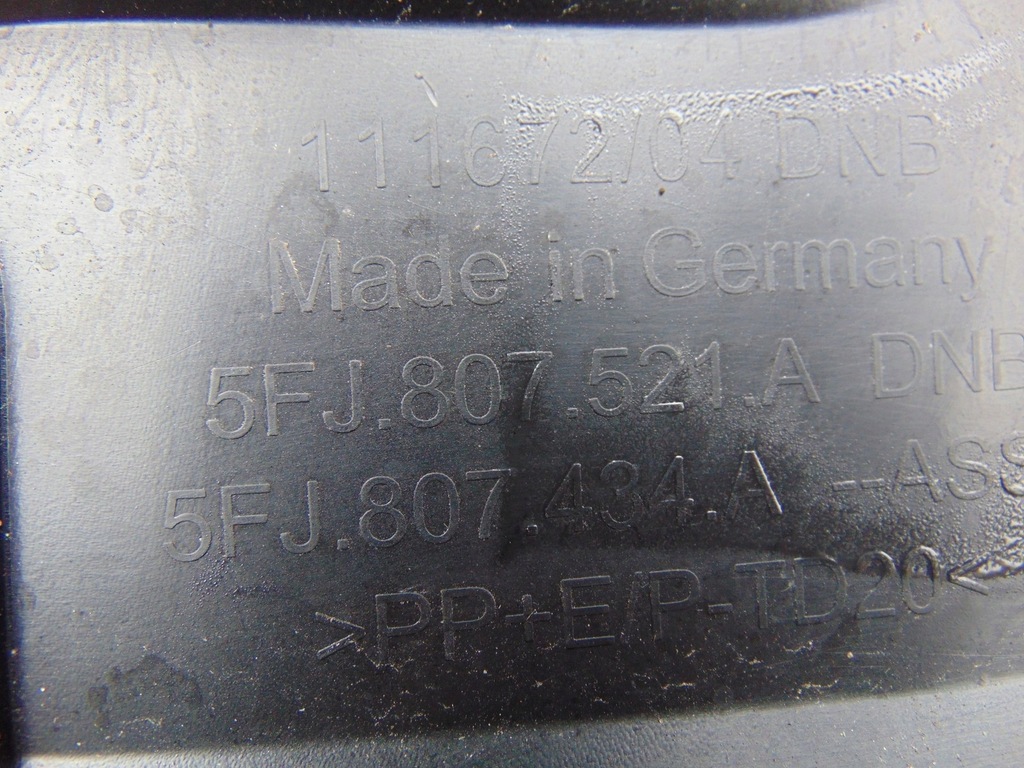 111672/04 DNB
Made in Germany
5FJ.807.521.A DNB
5FJ.807.434.A --ASS
>PP+E/P-TD20<